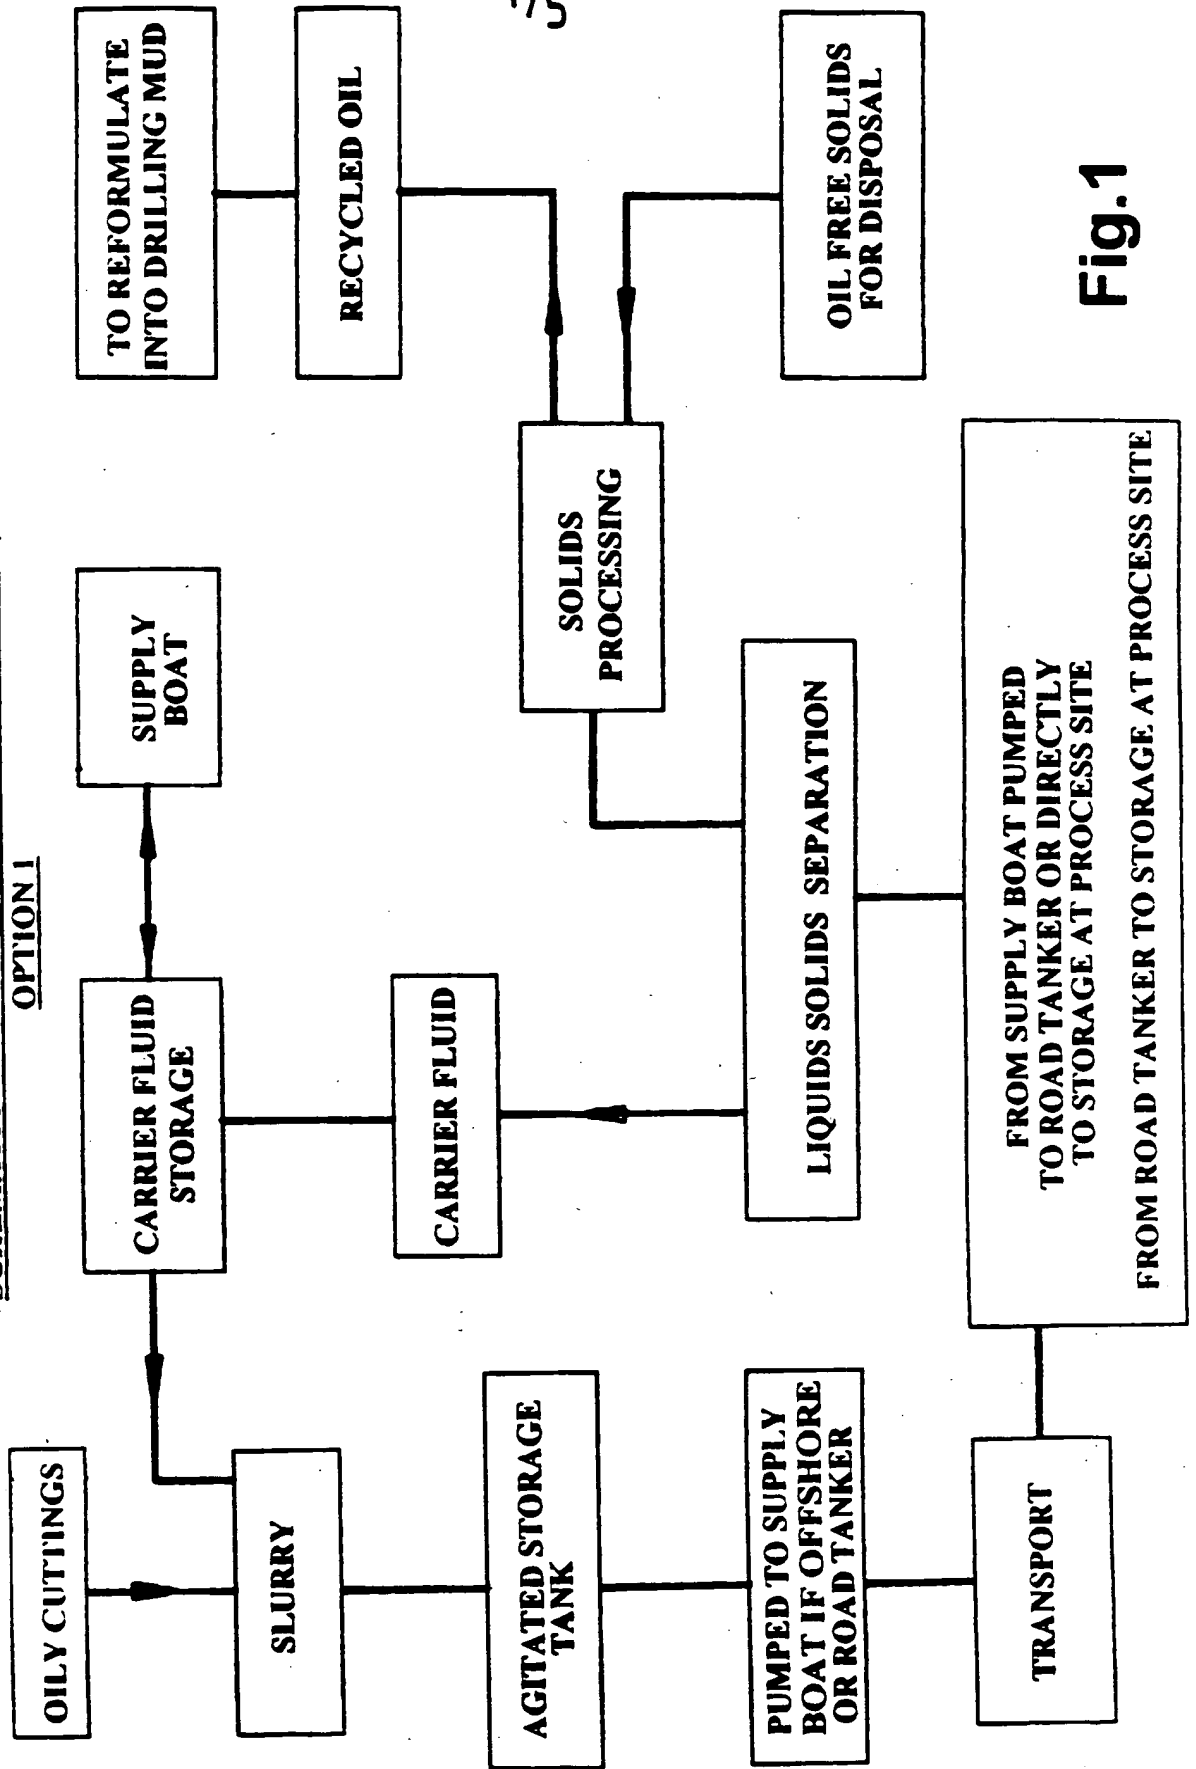 1/5
OPTION 1
OILY CUTTINGS
SLURRY
AGITATED STORAGE
TANK
PUMPED TO SUPPLY
BOAT IF OFFSHORE
OR ROAD TANKER
TRANSPORT
CARRIER FLUID
STORAGE
CARRIER FLUID
LIQUIDS SOLIDS SEPARATION
FROM SUPPLY BOAT PUMPED
TO ROAD TANKER OR DIRECTLY
TO STORAGE AT PROCESS SITE
FROM ROAD TANKER TO STORAGE AT PROCESS SITE
SUPPLY
BOAT
SOLIDS
PROCESSING
TO REFORMULATE
INTO DRILLING MUD
RECYCLED OIL
OIL FREE SOLIDS
FOR DISPOSAL
Fig.1